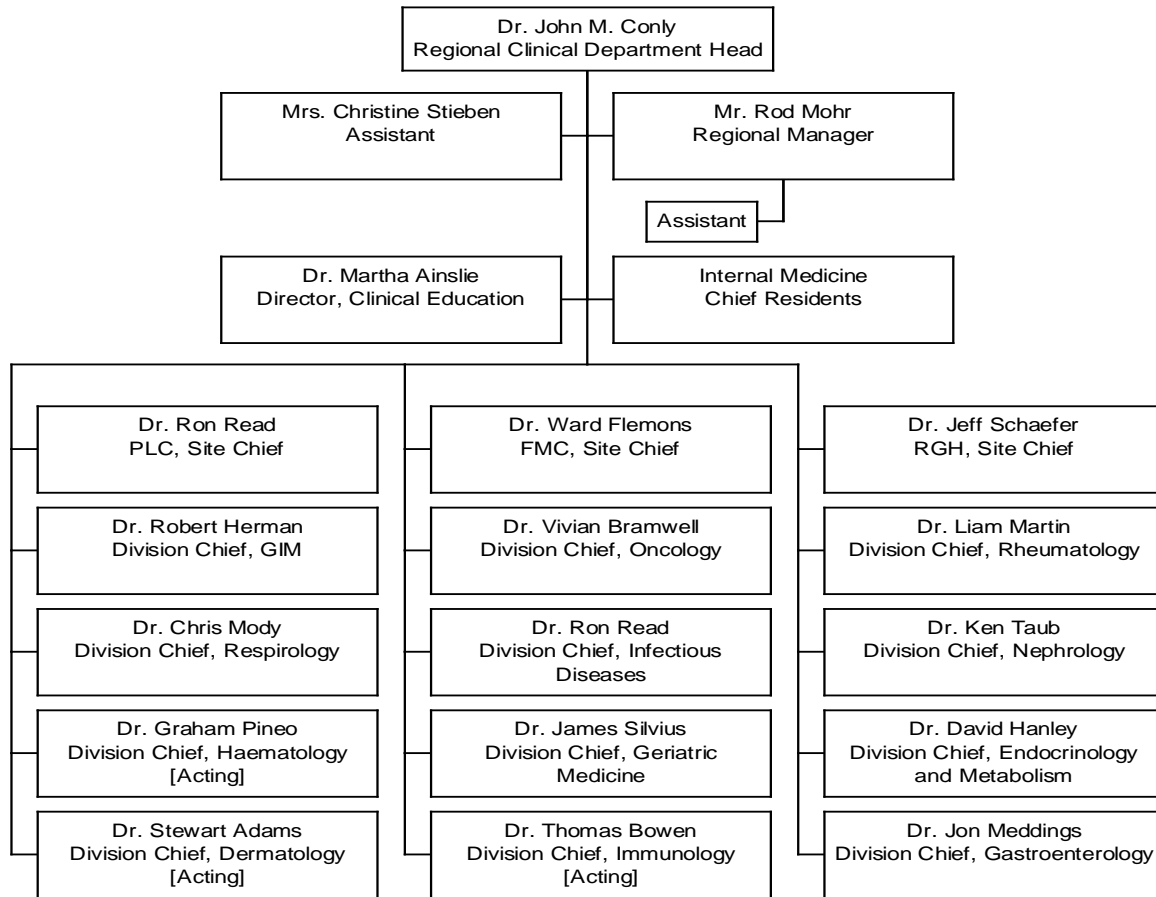 Dr. John M. Conly
Regional Clinical Department Head
Mrs. Christine Stieben
Assistant
Mr. Rod Mohr
Regional Manager
Assistant
Dr. Martha Ainslie
Director, Clinical Education
Internal Medicine
Chief Residents
Dr. Ron Read
PLC, Site Chief
Dr. Ward Flemons
FMC, Site Chief
Dr. Jeff Schaefer
RGH, Site Chief
Dr. Robert Herman
Division Chief, GIM
Dr. Vivian Bramwell
Division Chief, Oncology
Dr. Liam Martin
Division Chief, Rheumatology
Dr. Chris Mody
Division Chief, Respirology
Dr. Ron Read
Division Chief, Infectious
Diseases
Dr. Ken Taub
Division Chief, Nephrology
Dr. Graham Pineo
Division Chief, Haematology
[Acting]
Dr. James Silvius
Division Chief, Geriatric
Medicine
Dr. David Hanley
Division Chief, Endocrinology
and Metabolism
Dr. Stewart Adams
Division Chief, Dermatology
[Acting]
Dr. Thomas Bowen
Division Chief, Immunology
[Acting]
Dr. Jon Meddings
Division Chief, Gastroenterology